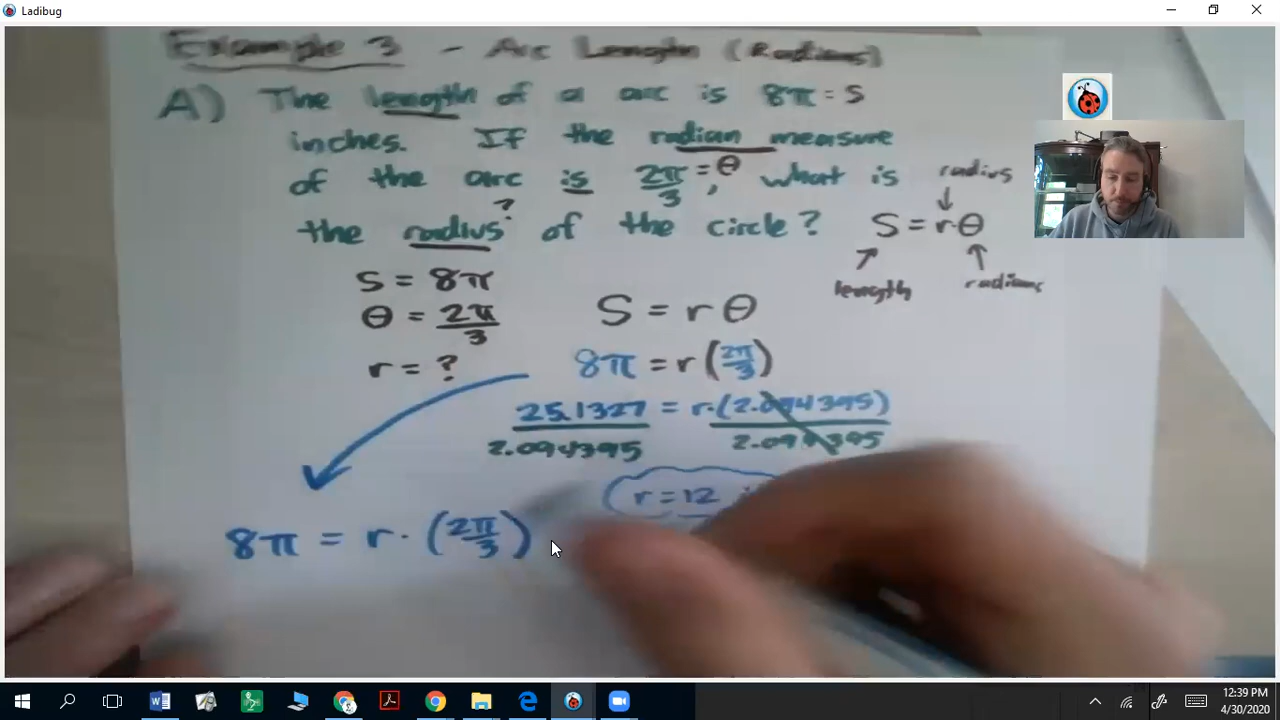 Ladibug
Example 3 - Arc Length (Radians)
A) The length of a arc is 8π = S
inches. If the radian measure
of the arc is 2π/3 = θ, what is
the radius? of the circle?
radius
S = r·θ
length
radians
S = 8π
θ = 2π/3
r = ?
S = r θ
8π = r(2π/3)
25.1327 = r·(2.094395)
2.094395 2.094395
r = 12
8π = r·(2π/3)
12:39 PM
4/30/2020